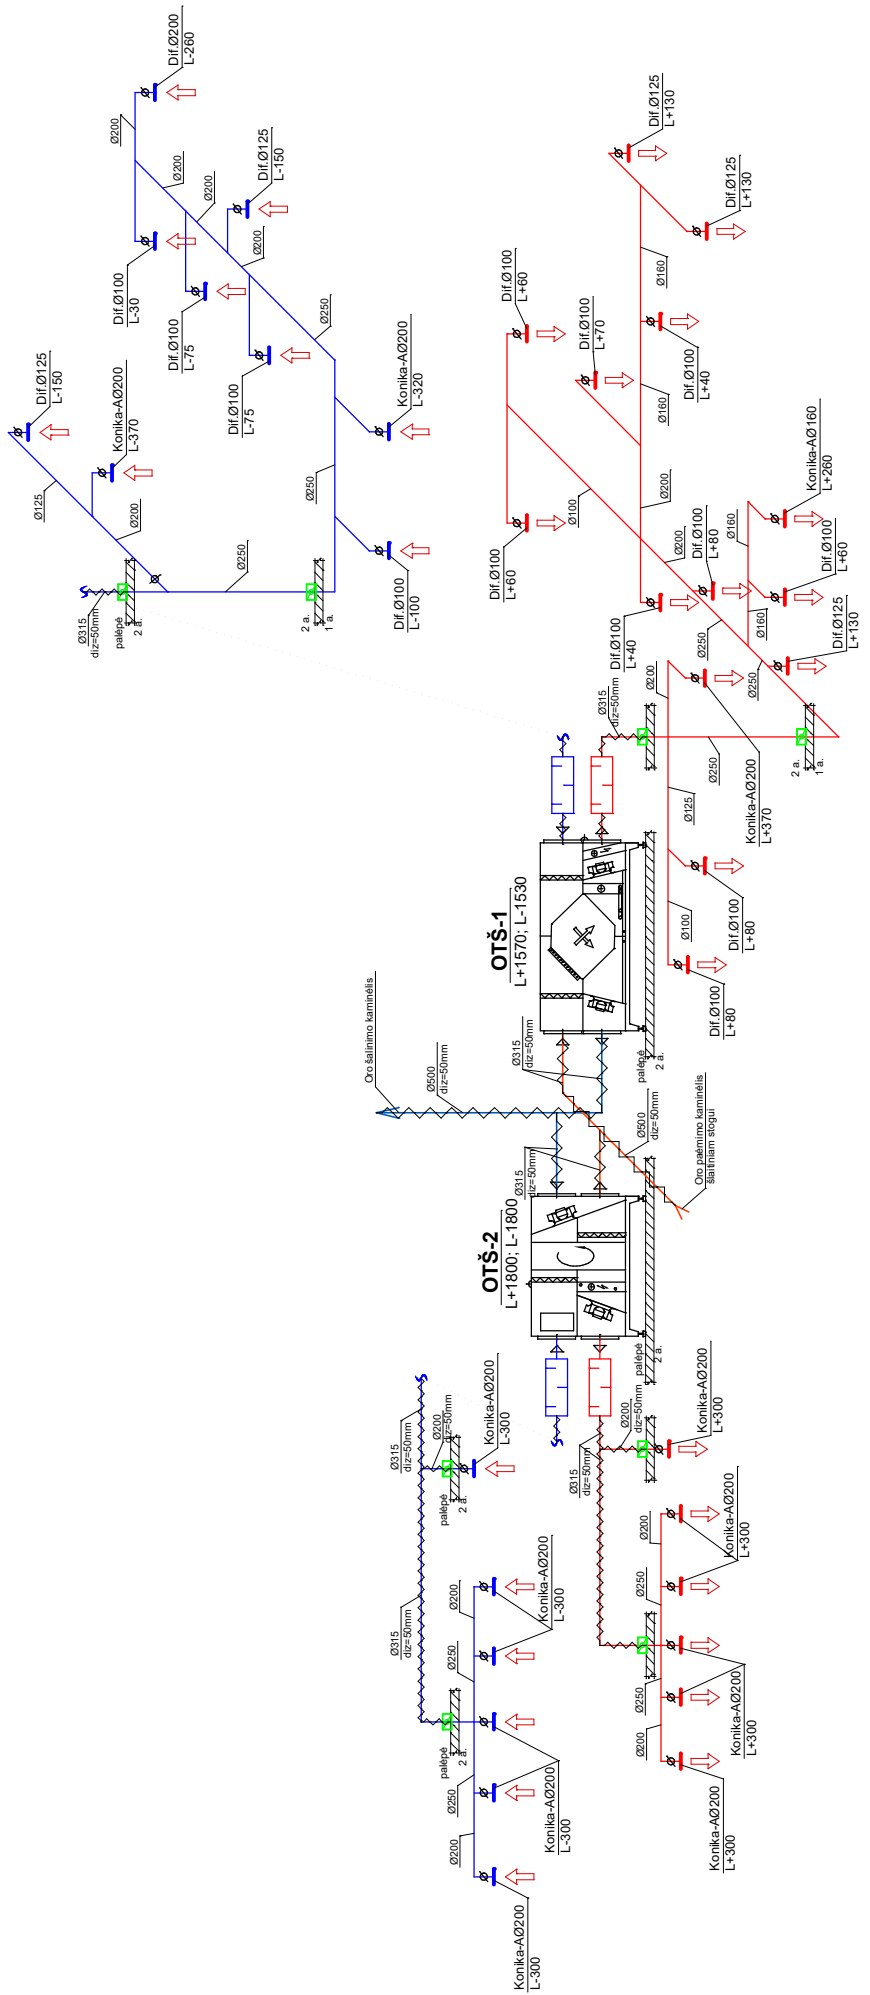 Dif.Ø200
L-260
Ø200
Ø200
Ø200
Dif.Ø125
L-150
Ø200
Dif.Ø100
L-30
Dif.Ø100
L-75
Ø250
Dif.Ø100
L-75
Konika-AØ200
L-320
Dif.Ø125
L-150
Konika-AØ200
L-370
Ø125
Ø200
Ø250
Ø250
Ø315
diz=50mm
palėpė
2 a.
2 a.
1 a.
Dif.Ø100
L-100
Dif.Ø125
L+130
Dif.Ø125
L+130
Ø160
Dif.Ø100
L+60
Dif.Ø100
L+70
Ø160
Dif.Ø100
L+40
Konika-AØ160
L+260
Ø200
Ø100
Dif.Ø100
L+60
Ø200
Dif.Ø100
L+80
Ø160
Dif.Ø100
L+60
Dif.Ø100
L+40
Ø250
Ø160
Dif.Ø125
L+130
Ø200
Ø250
Ø315
diz=50mm
Ø250
2 a.
1 a.
Konika-AØ200
L+370
Ø125
Ø100
Dif.Ø100
L+80
Dif.Ø100
L+80
OTŠ-1
L+1570; L-1530
palėpė
2 a.
Oro šalinimo kaminėlis
Ø500
diz=50mm
Ø315
diz=50mm
Ø500
diz=50mm
Oro paėmimo kaminėlis
šlaitiniam stogui
Ø315
diz=50mm
OTŠ-2
L+1800; L-1800
palėpė
2 a.
Ø315
diz=50mm
Ø200
diz=50mm
Konika-AØ200
L-300
palėpė
2 a.
Ø315
diz=50mm
Ø200
diz=50mm
Konika-AØ200
L+300
Ø315
diz=50mm
Ø200
Konika-AØ200
L-300
Ø250
palėpė
2 a.
Ø250
Konika-AØ200
L-300
Ø200
Konika-AØ200
L-300
Ø200
Konika-AØ200
L+300
Ø250
Ø250
Konika-AØ200
L+300
Ø200
Konika-AØ200
L+300